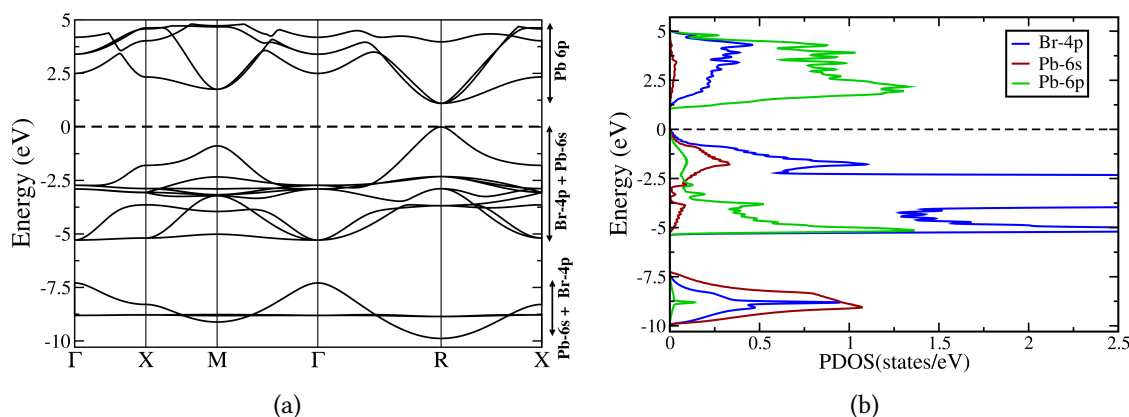 5
2.5
0
-2.5
-5
-7.5
-10
Energy (eV)
Γ
X
M
Γ
R
X
Pb 6p
Br-4p + Pb-6s
Pb-6s + Br-4p
(a)
5
2.5
0
-2.5
-5
-7.5
-10
Energy (eV)
0
0.5
1
1.5
2
2.5
PDOS(states/eV)
Br-4p
Pb-6s
Pb-6p
(b)